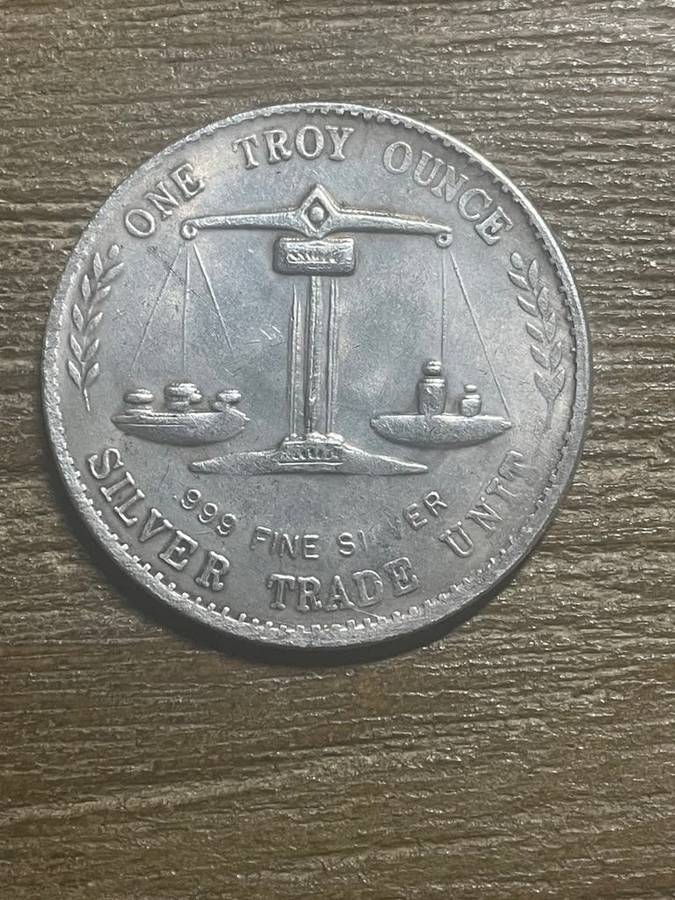 ONE TROY OUNCE
.999 FINE SILVER
SILVER TRADE UNIT